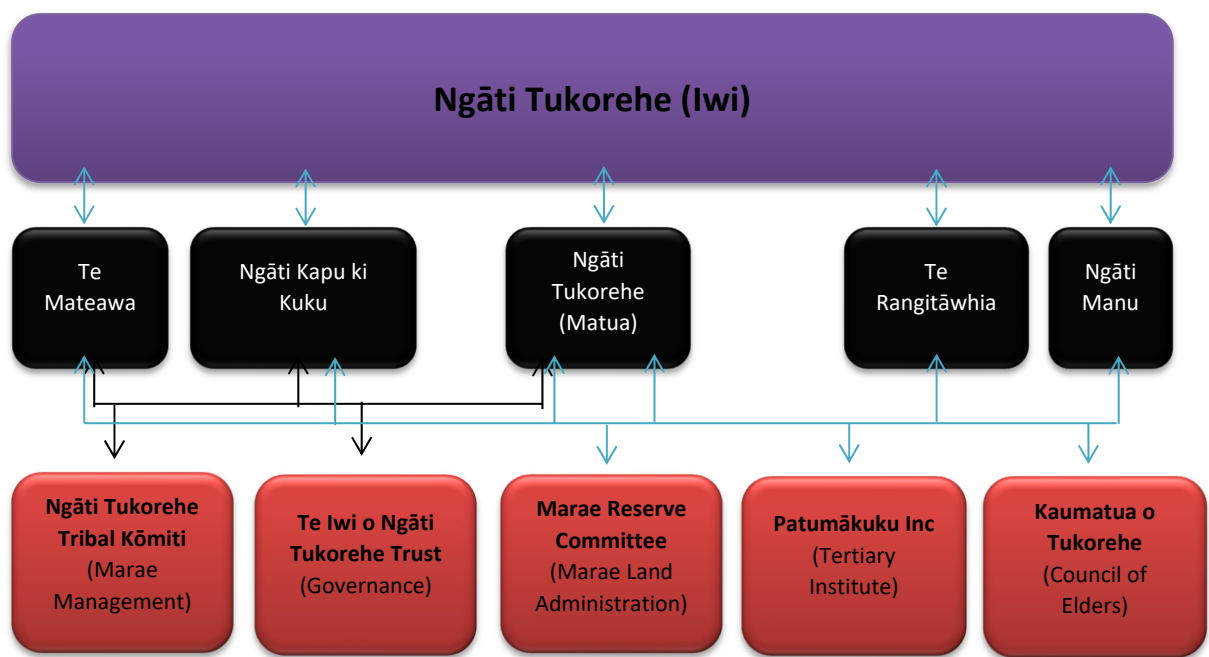 Ngāti Tukorehe (Iwi)
Te
Mateawa
Ngāti Kapu ki
Kuku
Ngāti
Tukorehe
(Matua)
Te
Rangitāwhia
Ngāti
Manu
Ngāti Tukorehe
Tribal Kōmiti
(Marae
Management)
Te Iwi o Ngāti
Tukorehe Trust
(Governance)
Marae Reserve
Committee
(Marae Land
Administration)
Patumākuku Inc
(Tertiary
Institute)
Kaumatua o
Tukorehe
(Council of
Elders)